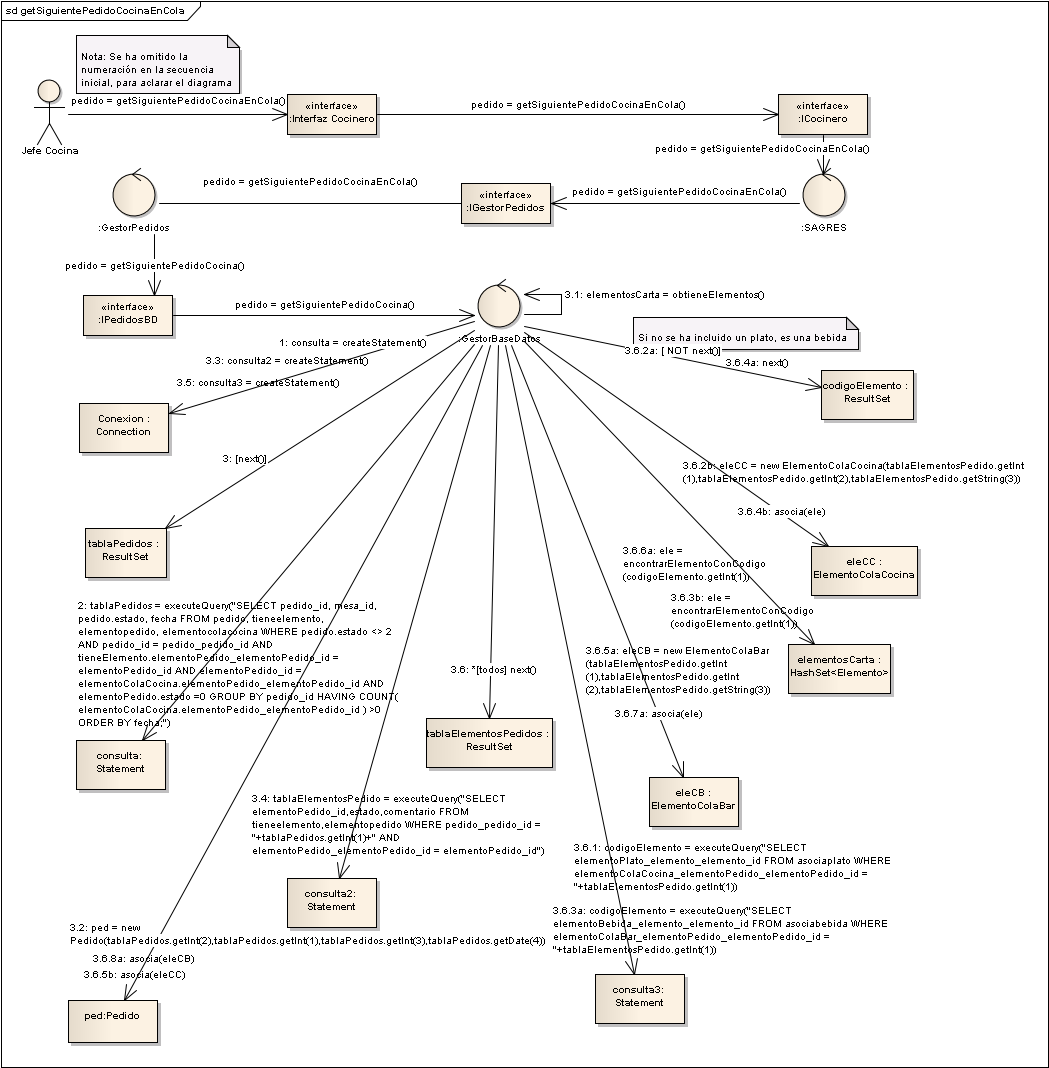 sd getSiguientePedidoCocinaEnCola
Nota: Se ha omitido la
numeración en la secuencia
inicial, para aclarar el diagrama
pedido = getSiguientePedidoCocinaEnCola()
Jefe Cocina
«interface»
:Interfaz Cocinero
pedido = getSiguientePedidoCocinaEnCola()
«interface»
:ICocinero
pedido = getSiguientePedidoCocinaEnCola()
:SAGRES
pedido = getSiguientePedidoCocinaEnCola()
«interface»
:IGestorPedidos
pedido = getSiguientePedidoCocinaEnCola()
:GestorPedidos
pedido = getSiguientePedidoCocina()
«interface»
:IPedidosBD
pedido = getSiguientePedidoCocina()
:GestorBaseDatos
3.1: elementosCarta = obtieneElementos()
Si no se ha incluido un plato, es una bebida
1: consulta = createStatement()
3.3: consulta2 = createStatement()
3.5: consulta3 = createStatement()
Conexion :
Connection
3.6.2a: [ NOT next()]
3.6.4a: next()
codigoElemento :
ResultSet
3: [next()]
tablaPedidos :
ResultSet
3.6.2b: eleCC = new ElementoColaCocina(tablaElementosPedido.getInt
(1),tablaElementosPedido.getInt(2),tablaElementosPedido.getString(3))
3.6.4b: asocia(ele)
eleCC :
ElementoColaCocina
3.6.6a: ele =
encontrarElementoConCodigo
(codigoElemento.getInt(1))
3.6.3b: ele =
encontrarElementoConCodigo
(codigoElemento.getInt(1))
elementosCarta :
HashSet<Elemento>
2: tablaPedidos = executeQuery("SELECT pedido_id, mesa_id,
pedido.estado, fecha FROM pedido, tieneelemento,
elementopedido, elementocolacocina WHERE pedido.estado <> 2
AND pedido_id = pedido_pedido_id AND
tieneElemento.elementoPedido_elementoPedido_id =
elementoPedido_id AND elementoPedido_id =
elementoColaCocina.elementoPedido_elementoPedido_id AND
elementoPedido.estado =0 GROUP BY pedido_id HAVING COUNT(
elementoColaCocina.elementoPedido_elementoPedido_id ) >0
ORDER BY fecha;")
consulta:
Statement
3.6: *[todos] next()
tablaElementosPedidos :
ResultSet
3.6.5a: eleCB = new ElementoColaBar
(tablaElementosPedido.getInt
(1),tablaElementosPedido.getInt
(2),tablaElementosPedido.getString(3))
3.6.7a: asocia(ele)
eleCB :
ElementoColaBar
3.4: tablaElementosPedido = executeQuery("SELECT
elementoPedido_id,estado,comentario FROM
tieneelemento,elementopedido WHERE pedido_pedido_id =
"+tablaPedidos.getInt(1)+" AND
elementoPedido_elementoPedido_id = elementoPedido_id")
consulta2:
Statement
3.6.1: codigoElemento = executeQuery("SELECT
elementoPlato_elemento_elemento_id FROM asociaplato WHERE
elementoColaCocina_elementoPedido_elementoPedido_id =
"+tablaElementosPedido.getInt(1))
3.6.3a: codigoElemento = executeQuery("SELECT
elementoBebida_elemento_elemento_id FROM asociabebida WHERE
elementoColaBar_elementoPedido_elementoPedido_id =
"+tablaElementosPedido.getInt(1))
consulta3:
Statement
3.2: ped = new
Pedido(tablaPedidos.getInt(2),tablaPedidos.getInt(1),tablaPedidos.getInt(3),tablaPedidos.getDate(4))
3.6.8a: asocia(eleCB)
3.6.5b: asocia(eleCC)
ped:Pedido